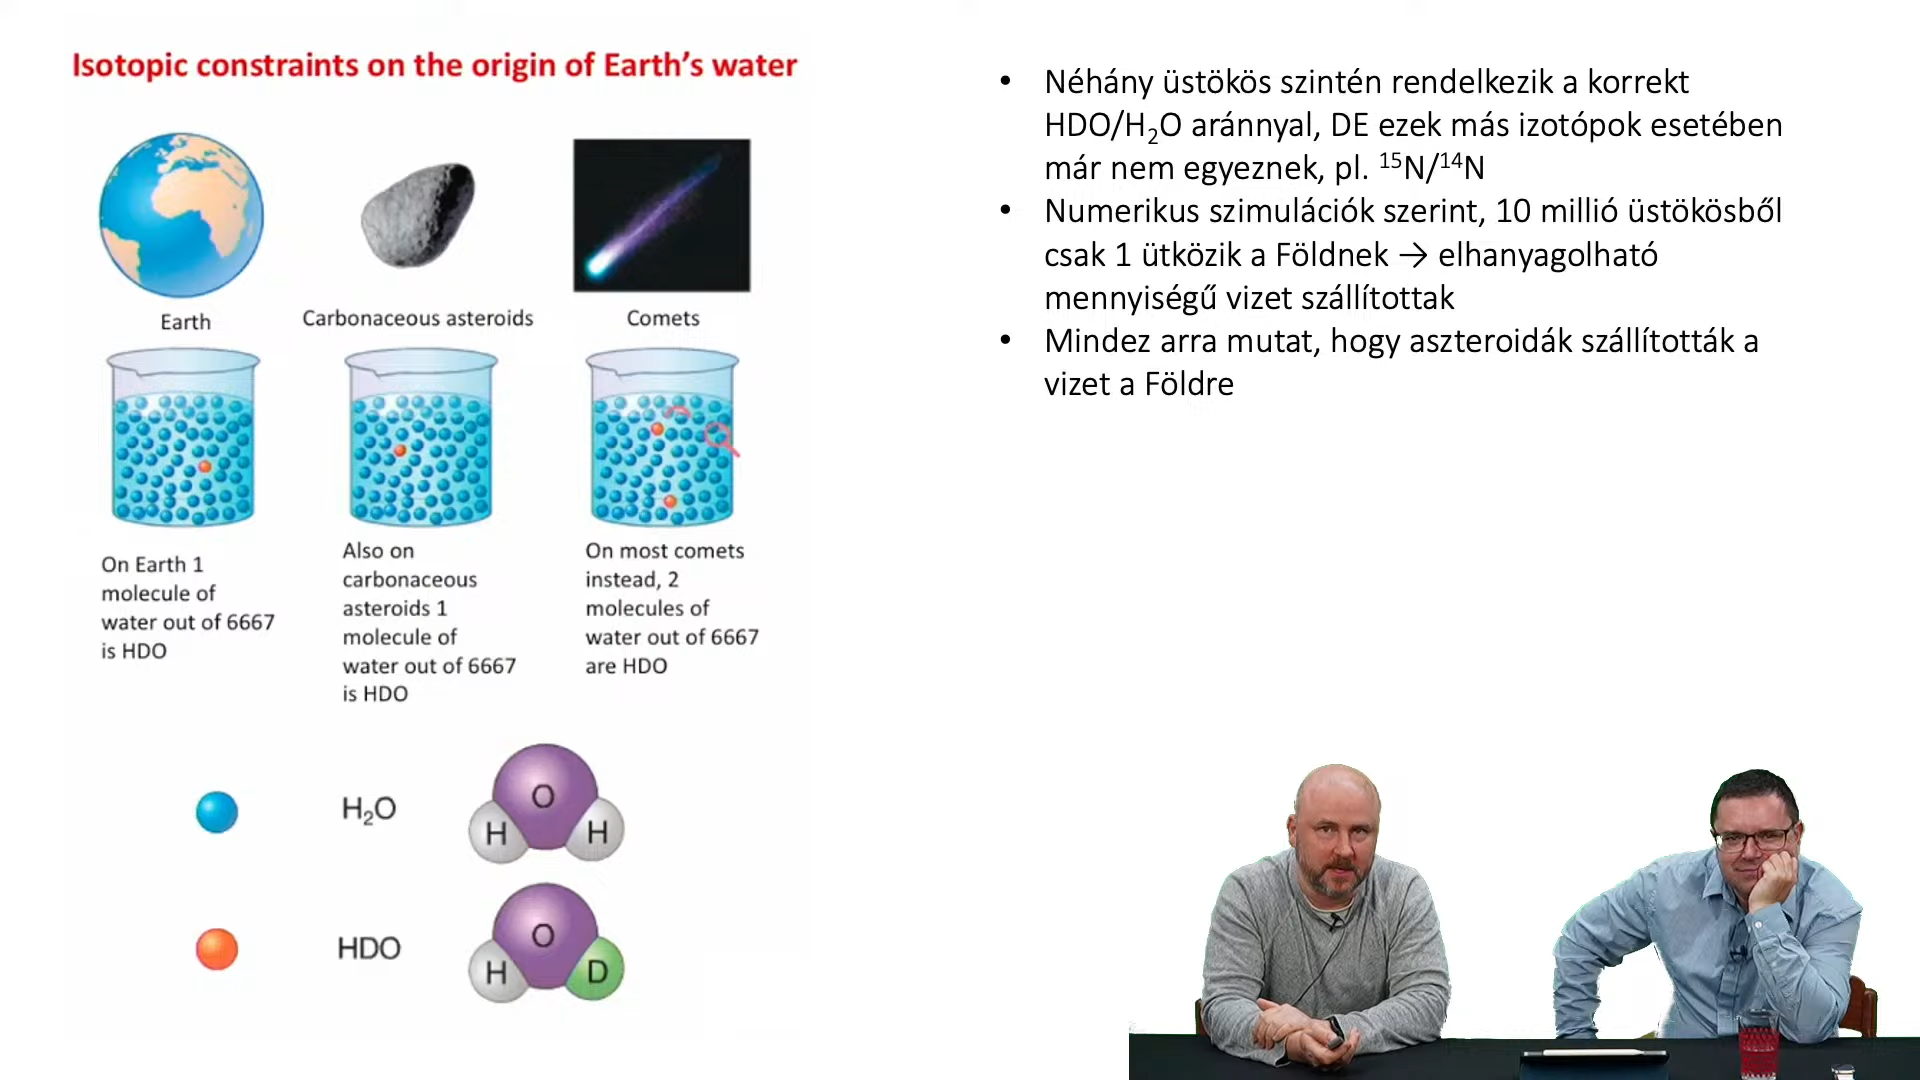 Isotopic constraints on the origin of Earth's water
Earth
Carbonaceous asteroids
Comets
On Earth 1
molecule of
water out of 6667
is HDO
Also on
carbonaceous
asteroids 1
molecule of
water out of 6667
is HDO
On most comets
instead, 2
molecules of
water out of 6667
are HDO
H₂O
O
H
H
HDO
O
H
D
• Néhány üstökös szintén rendelkezik a korrekt
HDO/H₂O aránnyal, DE ezek más izotópok esetében
már nem egyeznek, pl. ¹⁵N/¹⁴N
• Numerikus szimulációk szerint, 10 millió üstökösből
csak 1 ütközik a Földnek → elhanyagolható
mennyiségű vizet szállítottak
• Mindez arra mutat, hogy aszteroidák szállították a
vizet a Földre